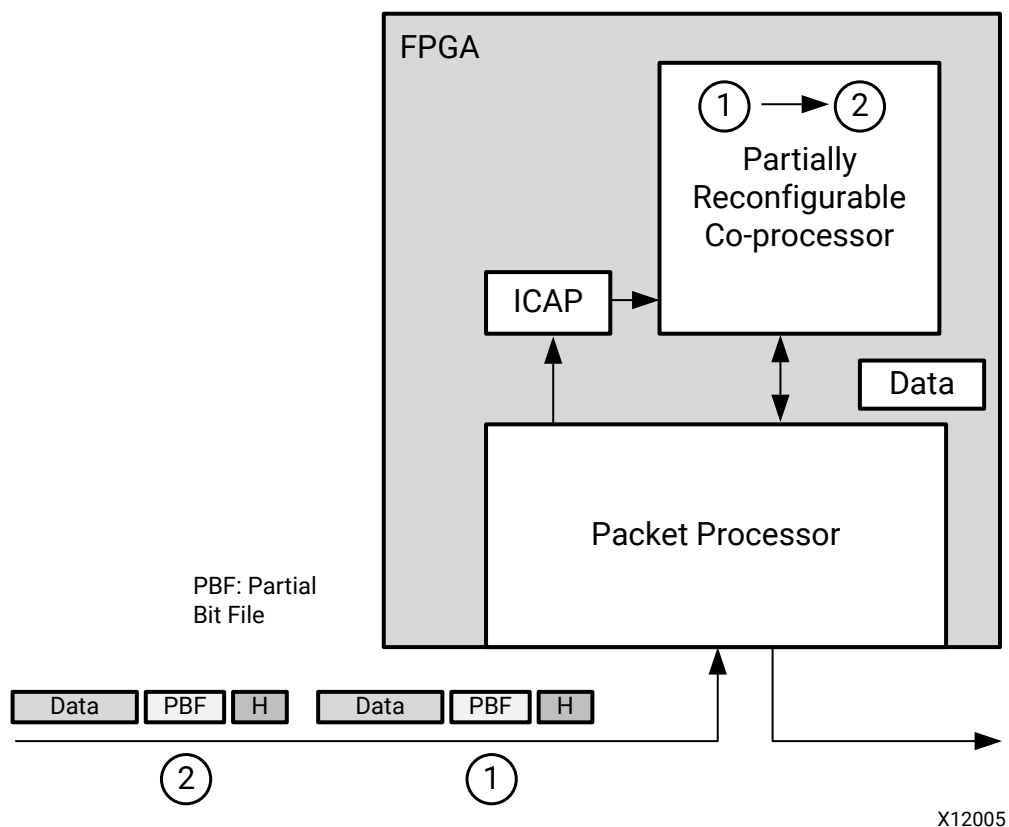 FPGA
1
2
Partially
Reconfigurable
Co-processor
ICAP
Data
Packet Processor
PBF: Partial
Bit File
Data PBF H Data PBF H
2
1
X12005